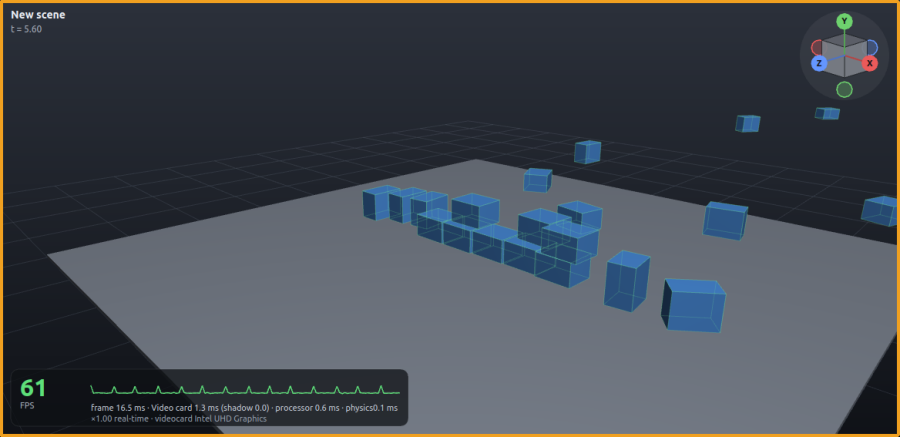 New scene
t = 5.60
Y
Z
X
61
FPS
frame 16.5 ms · Video card 1.3 ms (shadow 0.0) · processor 0.6 ms · physics0.1 ms
×1.00 real-time · videocard Intel UHD Graphics